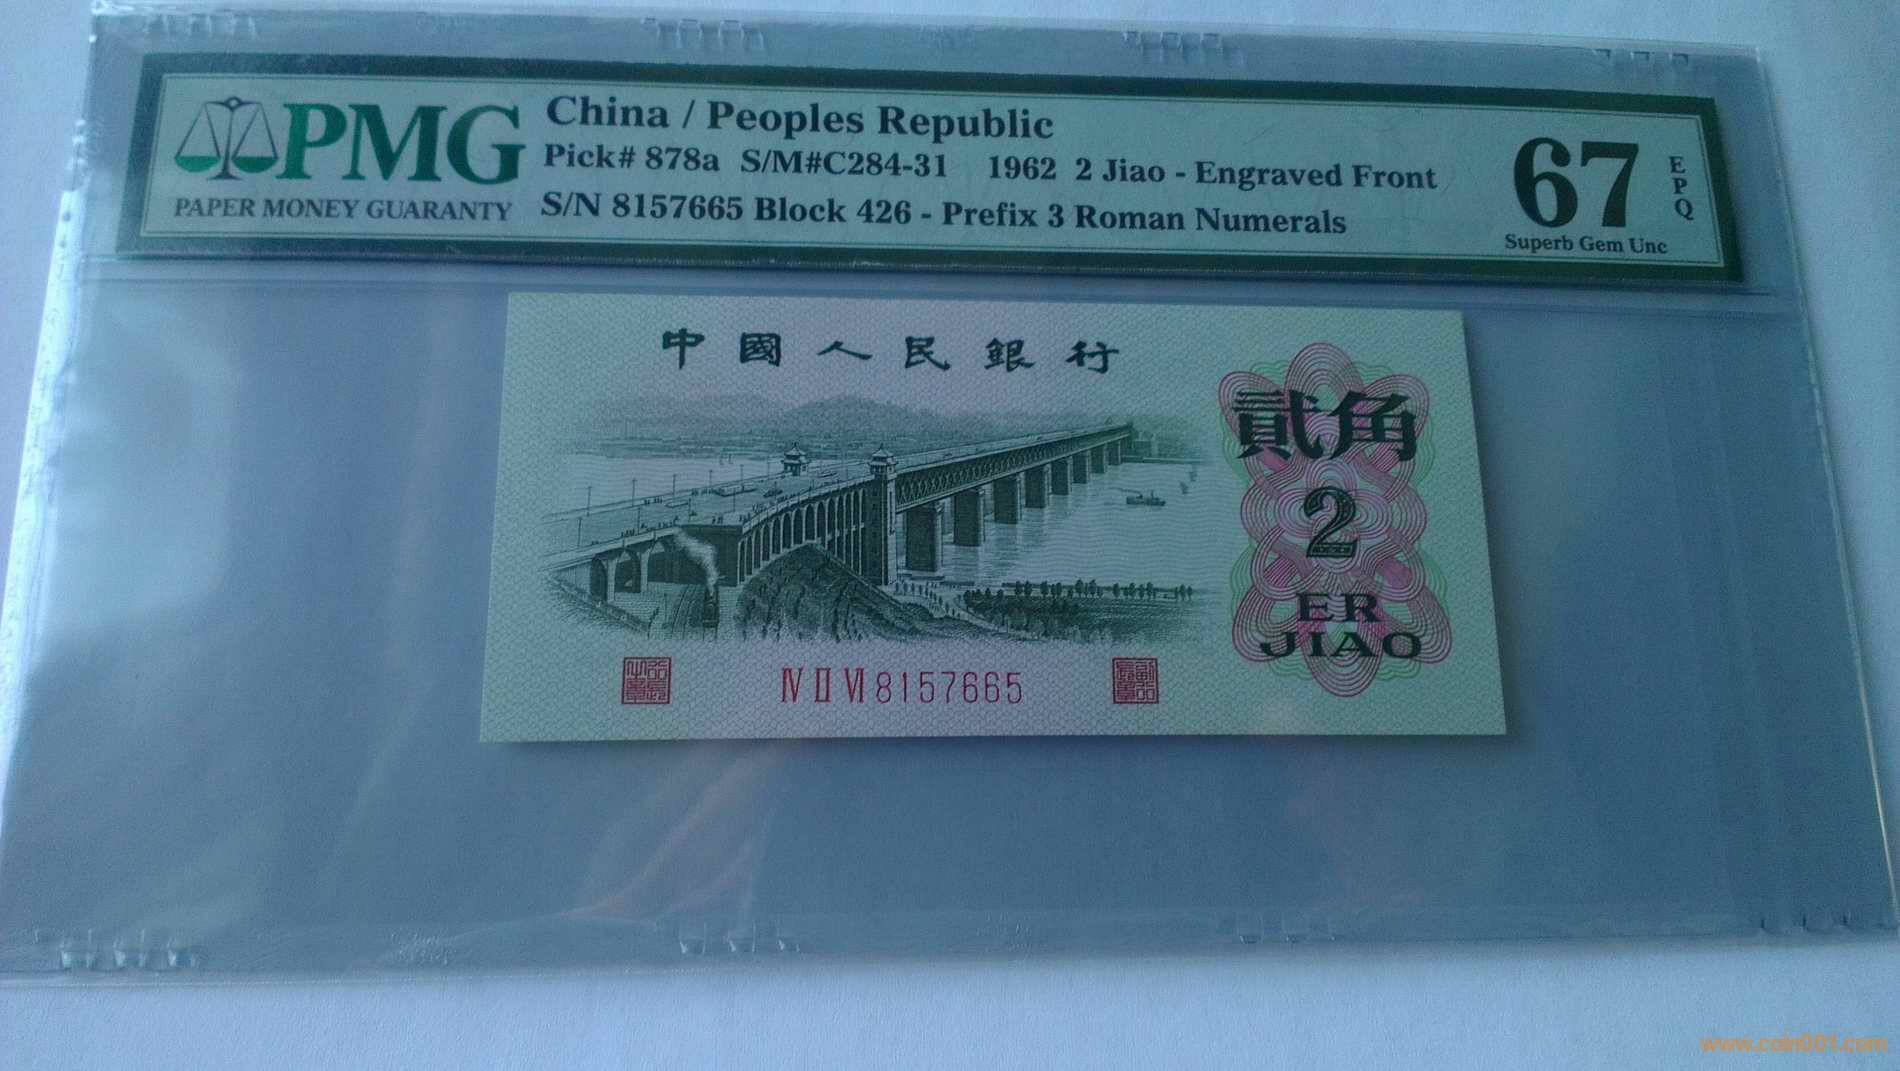 PMG
PAPER MONEY GUARANTY
China / Peoples Republic
Pick# 878a S/M#C284-31 1962 2 Jiao - Engraved Front
S/N 8157665 Block 426 - Prefix 3 Roman Numerals
67
EPQ
Superb Gem Unc
中國人民銀行
貳角
2
ER
JIAO
Ⅳ Ⅱ Ⅵ 8157665
www.coin001.com